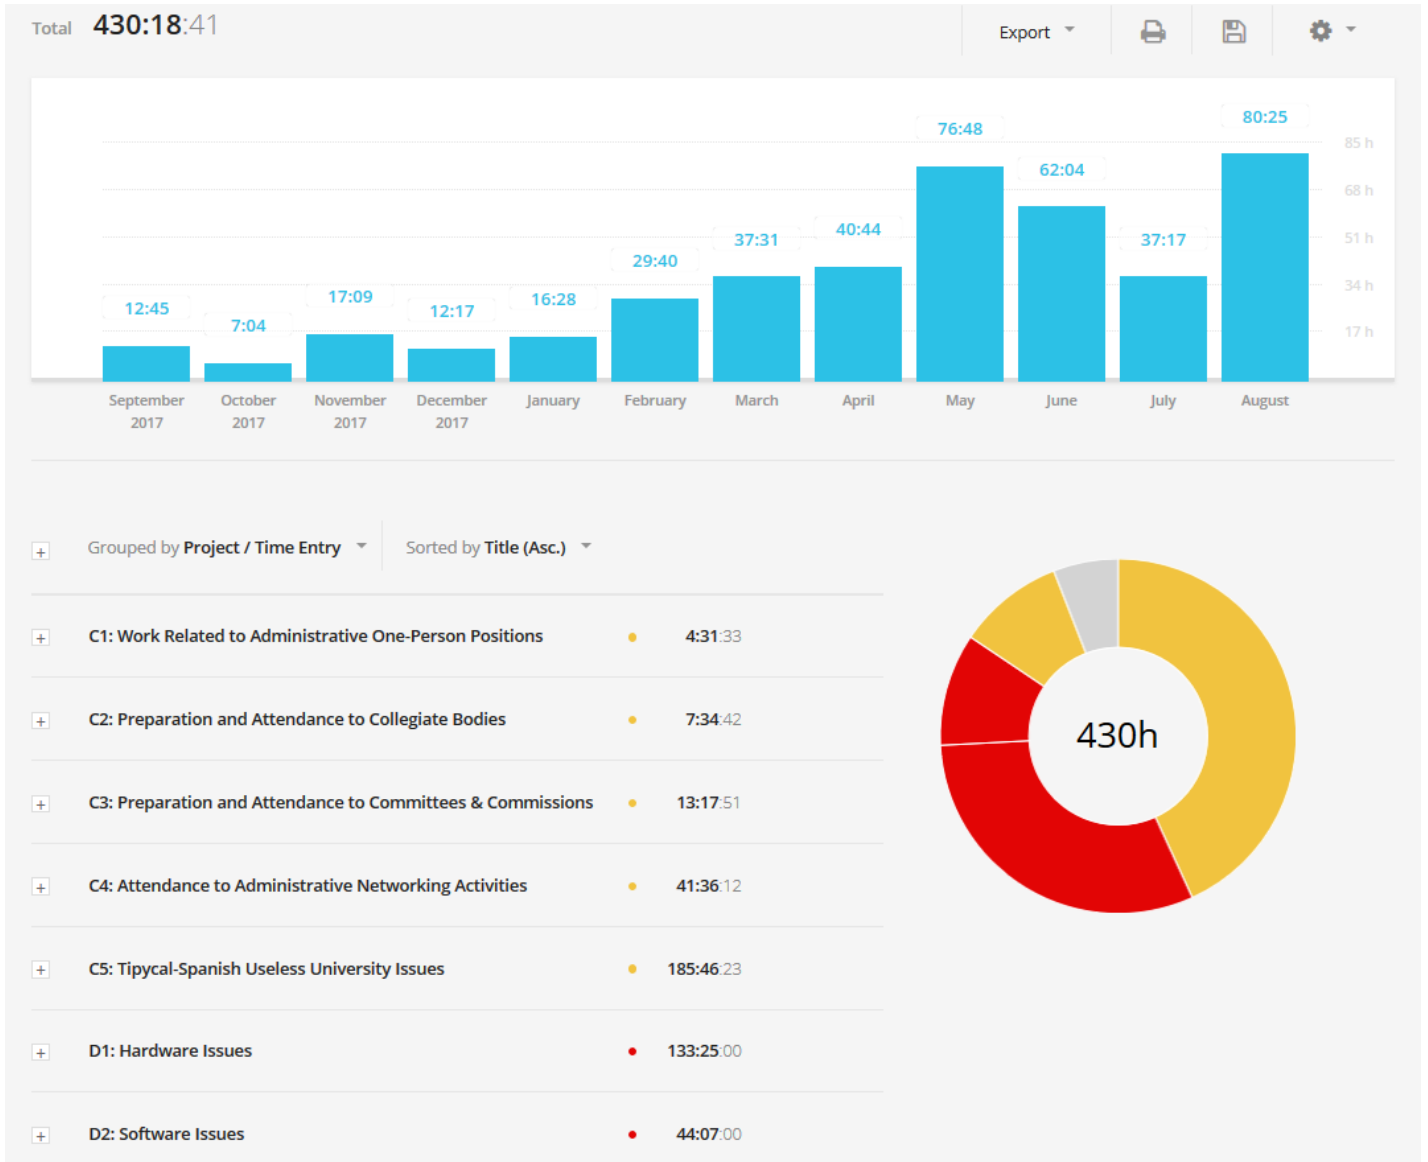 Total 430:18:41
Export
80:25
76:48
85 h
62:04
68 h
40:44
37:31
37:17
51 h
29:40
34 h
17:09
16:28
12:45
12:17
7:04
17 h
September October November December January February March April May June July August
2017 2017 2017 2017
Grouped by Project / Time Entry Sorted by Title (Asc.)
C1: Work Related to Administrative One-Person Positions 4:31:33
C2: Preparation and Attendance to Collegiate Bodies 7:34:42
430h
C3: Preparation and Attendance to Committees & Commissions 13:17:51
C4: Attendance to Administrative Networking Activities 41:36:12
C5: Tipycal-Spanish Useless University Issues 185:46:23
D1: Hardware Issues 133:25:00
D2: Software Issues 44:07:00